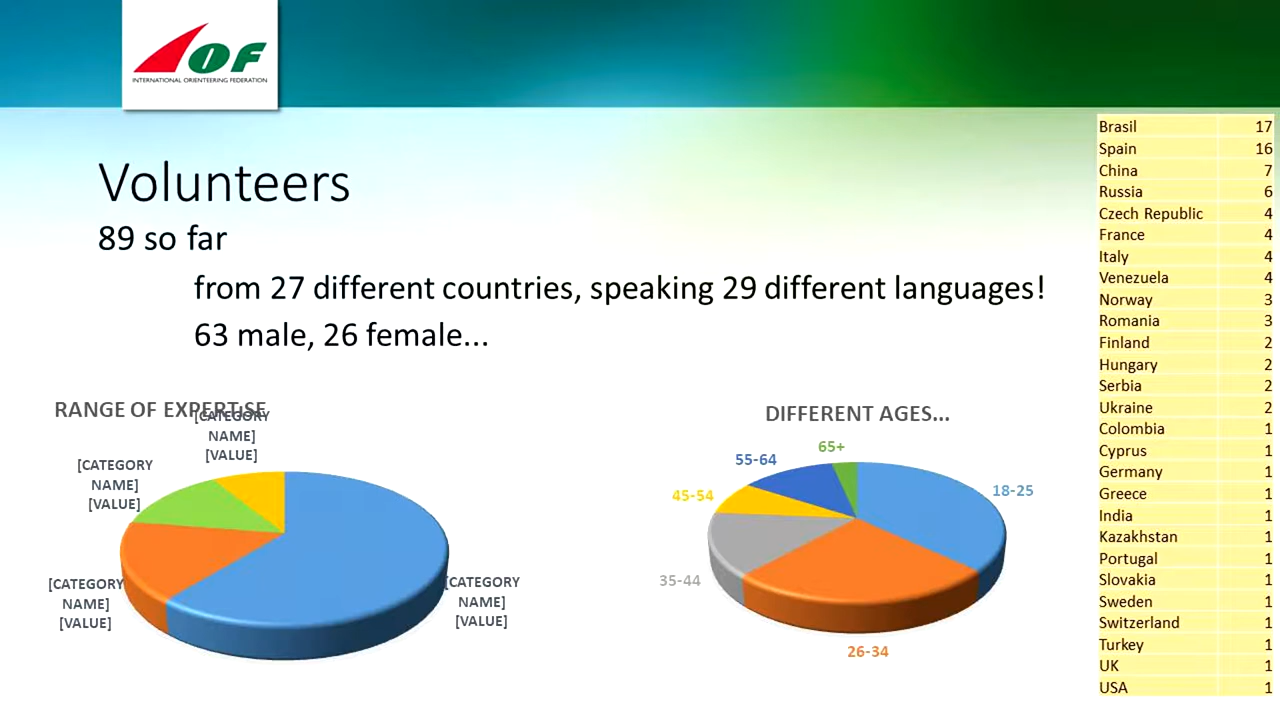 IOF
INTERNATIONAL ORIENTEERING FEDERATION
Volunteers
89 so far
from 27 different countries, speaking 29 different languages!
63 male, 26 female...
RANGE OF EXPERTISE
[CATEGORY
NAME]
[VALUE]
[CATEGORY
NAME]
[VALUE]
[CATEGORY
NAME]
[VALUE]
[CATEGORY
NAME]
[VALUE]
DIFFERENT AGES...
65+
55-64
45-54
18-25
35-44
26-34
Brasil 17
Spain 16
China 7
Russia 6
Czech Republic 4
France 4
Italy 4
Venezuela 4
Norway 3
Romania 3
Finland 2
Hungary 2
Serbia 2
Ukraine 2
Colombia 1
Cyprus 1
Germany 1
Greece 1
India 1
Kazakhstan 1
Portugal 1
Slovakia 1
Sweden 1
Switzerland 1
Turkey 1
UK 1
USA 1